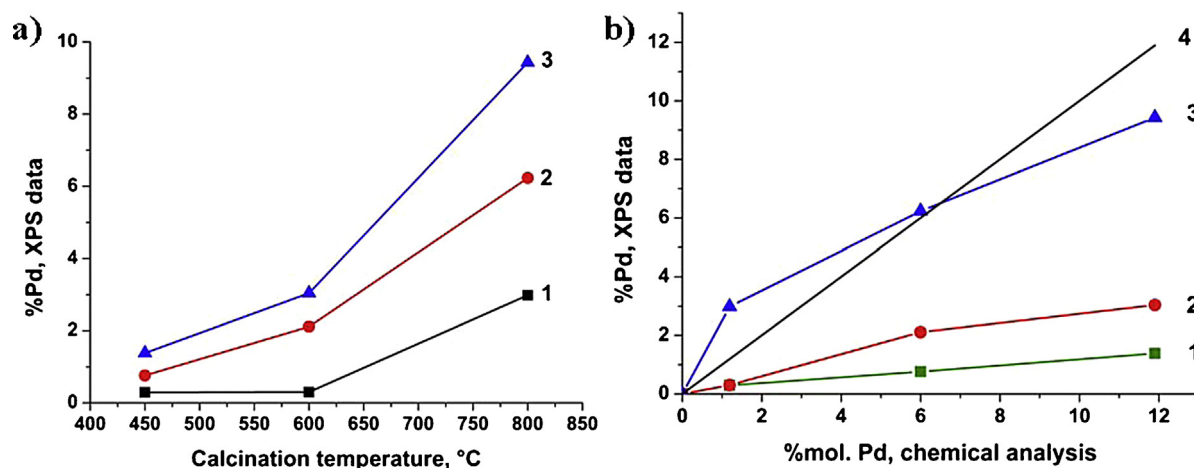 a)
%Pd, XPS data
10
8
6
4
2
0
400 450 500 550 600 650 700 750 800 850
Calcination temperature, °C
3
2
1
b)
%Pd, XPS data
12
10
8
6
4
2
0
0 2 4 6 8 10 12
%mol. Pd, chemical analysis
4
3
2
1